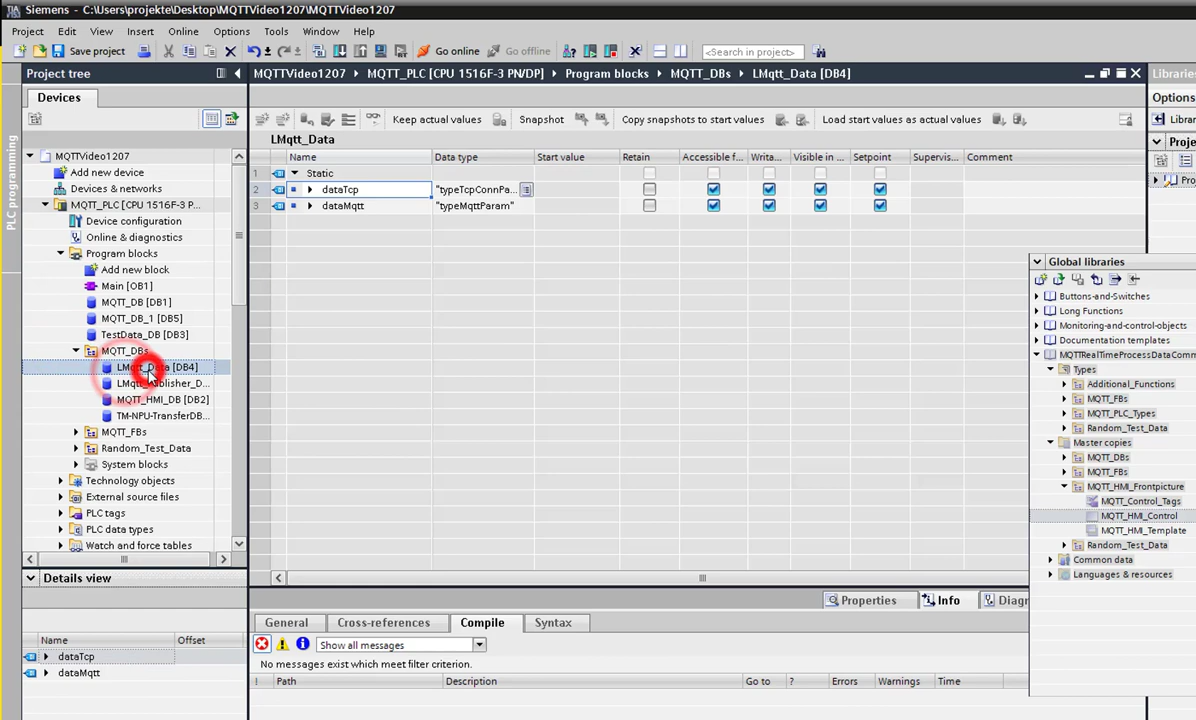 Siemens - C:\Users\projekte\Desktop\MQTTVideo1207\MQTTVideo1207
Project Edit View Insert Online Options Tools Window Help
Save project Go online Go offline <Search in project>
Project tree
MQTTVideo1207 MQTT_PLC [CPU 1516F-3 PN/DP] Program blocks MQTT_DBs LMqtt_Data [DB4]
Libraries
Devices
Options
Keep actual values Snapshot Copy snapshots to start values Load start values as actual values
Library
PLC programming
LMqtt_Data
Name Data type Start value Retain Accessible f... Writa... Visible in ... Setpoint Supervis... Comment
1 Static
2 dataTcp "typeTcpConnPa...
3 dataMqtt "typeMqttParam"
MQTTVideo1207
Add new device
Devices & networks
MQTT_PLC [CPU 1516F-3 P...
Device configuration
Online & diagnostics
Program blocks
Add new block
Main [OB1]
MQTT_DB [DB1]
MQTT_DB_1 [DB5]
TestData_DB [DB3]
MQTT_DBs
LMqtt_Data [DB4]
LMqtt_Publisher_D...
MQTT_HMI_DB [DB2]
TM-NPU-TransferDB...
MQTT_FBs
Random_Test_Data
System blocks
Technology objects
External source files
PLC tags
PLC data types
Watch and force tables
Global libraries
Buttons-and-Switches
Long Functions
Monitoring-and-control-objects
Documentation templates
MQTTRealTimeProcessDataComm
Types
Additional_Functions
MQTT_FBs
MQTT_PLC_Types
Random_Test_Data
Master copies
MQTT_DBs
MQTT_FBs
MQTT_HMI_Frontpicture
MQTT_Control_Tags
MQTT_HMI_Control
MQTT_HMI_Template
Random_Test_Data
Common data
Languages & resources
Details view
Name Offset
dataTcp
dataMqtt
Properties Info Diagn
General Cross-references Compile Syntax
Show all messages
No messages exist which meet filter criterion.
! Path Description Go to ? Errors Warnings Time